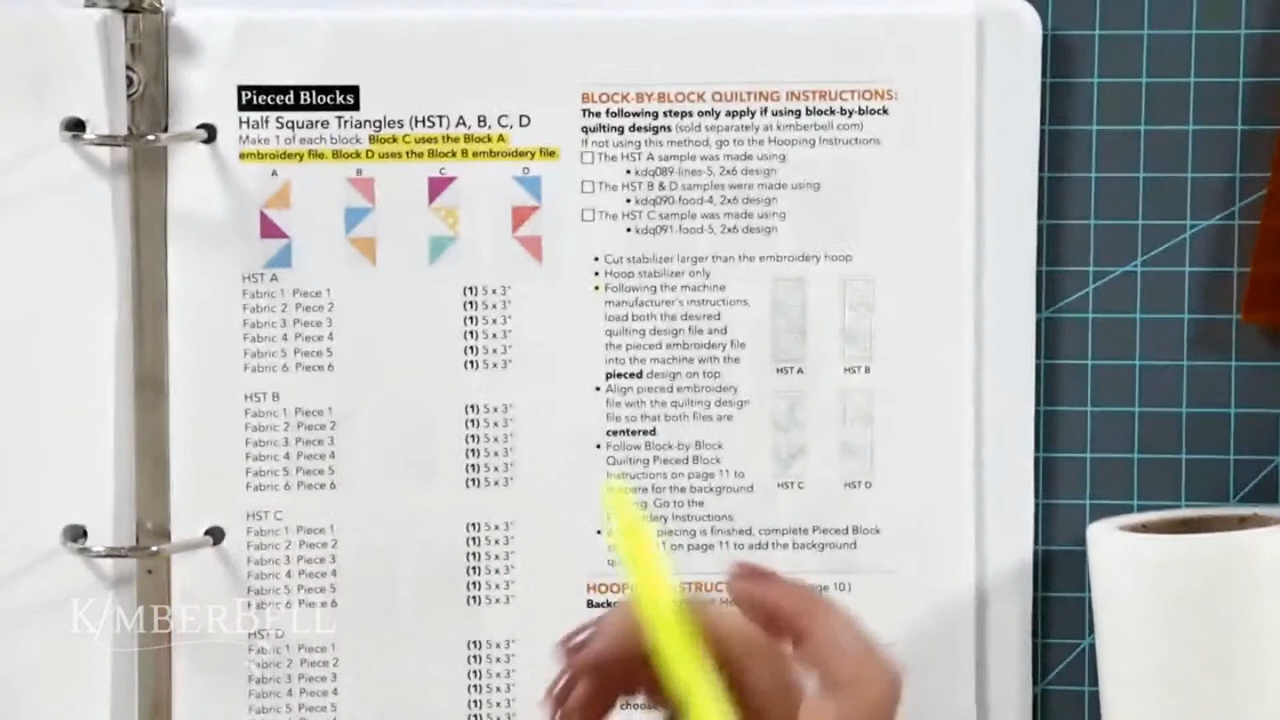 Pieced Blocks
Half Square Triangles (HST) A, B, C, D
Make 1 of each block. Block C uses the Block A
embroidery file. Block D uses the Block B embroidery file.
A B C D
HST A
Fabric 1 Piece 1 (1) 5 x 3"
Fabric 2 Piece 2 (1) 5 x 3"
Fabric 3 Piece 3 (1) 5 x 3"
Fabric 4 Piece 4 (1) 5 x 3"
Fabric 5 Piece 5 (1) 5 x 3"
Fabric 6 Piece 6 (1) 5 x 3"
HST B
Fabric 1 Piece 1 (1) 5 x 3"
Fabric 2 Piece 2 (1) 5 x 3"
Fabric 3 Piece 3 (1) 5 x 3"
Fabric 4 Piece 4 (1) 5 x 3"
Fabric 5 Piece 5 (1) 5 x 3"
Fabric 6 Piece 6 (1) 5 x 3"
HST C
Fabric 1 Piece 1 (1) 5 x 3"
Fabric 2 Piece 2 (1) 5 x 3"
Fabric 3 Piece 3 (1) 5 x 3"
Fabric 4 Piece 4 (1) 5 x 3"
Fabric 5 Piece 5 (1) 5 x 3"
Fabric 6 Piece 6 (1) 5 x 3"
HST D
Fabric 1 Piece 1 (1) 5 x 3"
Fabric 2 Piece 2 (1) 5 x 3"
Fabric 3 Piece 3 (1) 5 x 3"
Fabric 4 Piece 4 (1) 5 x 3"
Fabric 5 Piece 5 (1) 5 x 3"
BLOCK-BY-BLOCK QUILTING INSTRUCTIONS:
The following steps only apply if using block-by-block
quilting designs (sold separately at kimberbell.com)
If not using this method, go to the Hooping Instructions
The HST A sample was made using
• kdq089-lines-5, 2x6 design
The HST B & D samples were made using
• kdq090-food-4, 2x6 design
The HST C sample was made using
• kdq091-food-5, 2x6 design
• Cut stabilizer larger than the embroidery hoop
• Hoop stabilizer only
• Following the machine
manufacturer's instructions,
load both the desired
quilting design file and
the pieced embroidery file
into the machine with the
pieced design on top
• Align pieced embroidery
file with the quilting design
file so that both files are
centered
• Follow Block-by-Block
Quilting Pieced Block
Instructions on page 11 to
for the background
Go to the
Instructions
• piecing is finished, complete Pieced Block
11 on page 11 to add the background
HST A HST B
HST C HST D
page 10)
KIMBERBELL